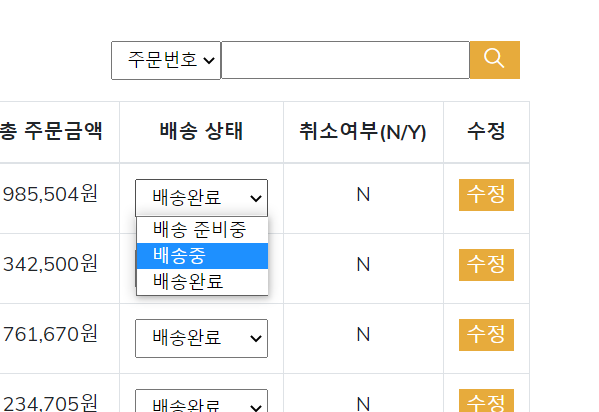 주문번호
총 주문금액 배송 상태 취소여부(N/Y) 수정
985,504원 배송완료 N 수정
배송 준비중
배송중
배송완료
342,500원 N 수정
761,670원 배송완료 N 수정
234,705원 배송완료 N 수정